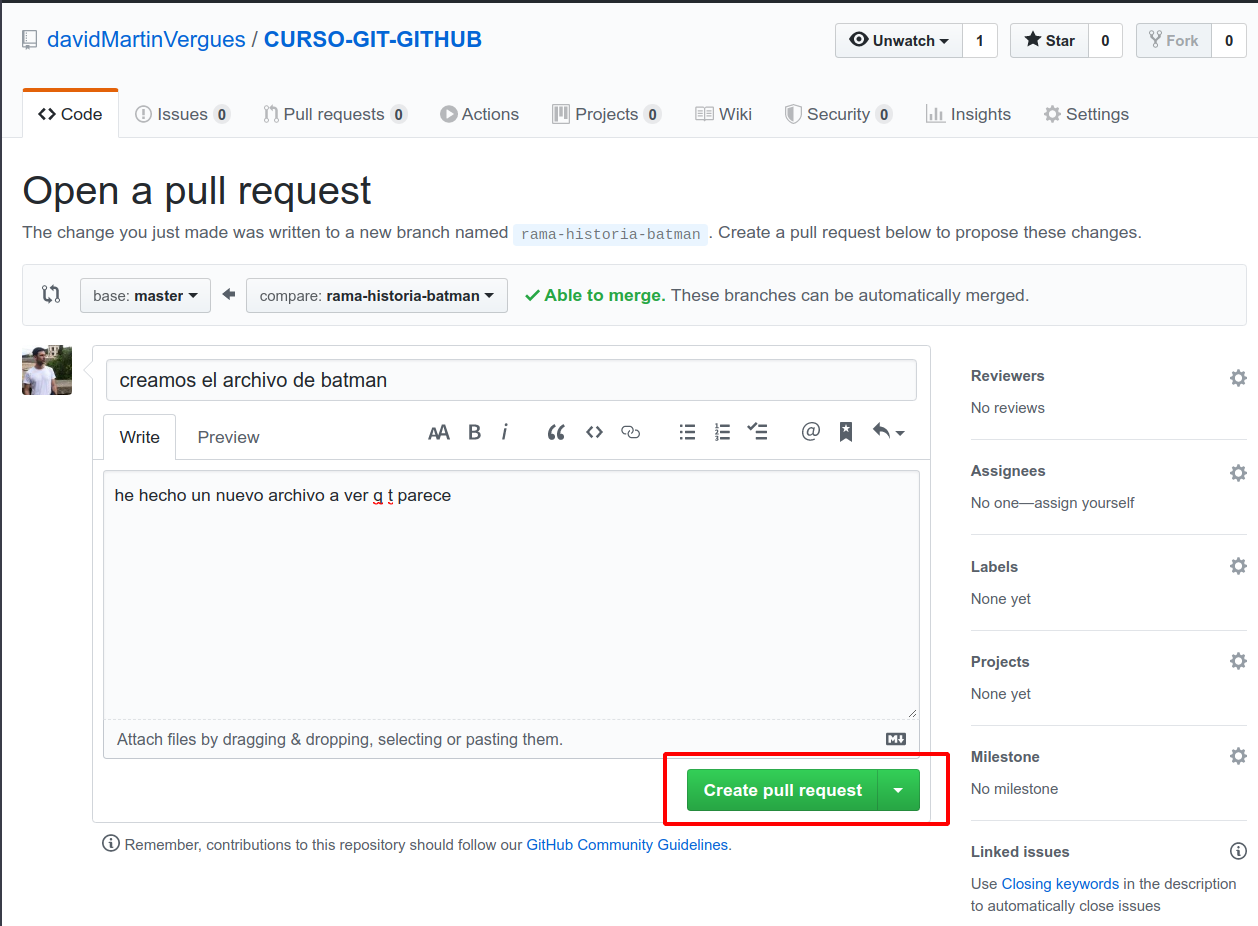 davidMartinVergues / CURSO-GIT-GITHUB Unwatch 1 Star 0 Fork 0
Code Issues 0 Pull requests 0 Actions Projects 0 Wiki Security 0 Insights Settings
Open a pull request
The change you just made was written to a new branch named rama-historia-batman . Create a pull request below to propose these changes.
base: master compare: rama-historia-batman Able to merge. These branches can be automatically merged.
creamos el archivo de batman
Write Preview AA B i
he hecho un nuevo archivo a ver q t parece
Attach files by dragging & dropping, selecting or pasting them.
Create pull request
Remember, contributions to this repository should follow our GitHub Community Guidelines.
Reviewers
No reviews
Assignees
No one—assign yourself
Labels
None yet
Projects
None yet
Milestone
No milestone
Linked issues
Use Closing keywords in the description
to automatically close issues